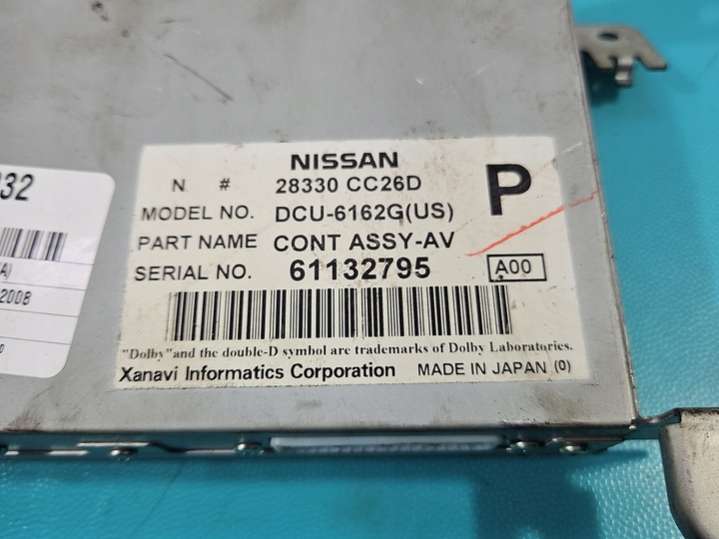 NISSAN
N # 28330 CC26D
P
MODEL NO. DCU-6162G(US)
PART NAME CONT ASSY-AV
SERIAL NO. 61132795 A00
"Dolby" and the double-D symbol are trademarks of Dolby Laboratories.
Xanavi Informatics Corporation MADE IN JAPAN (0)
32
A)
2008